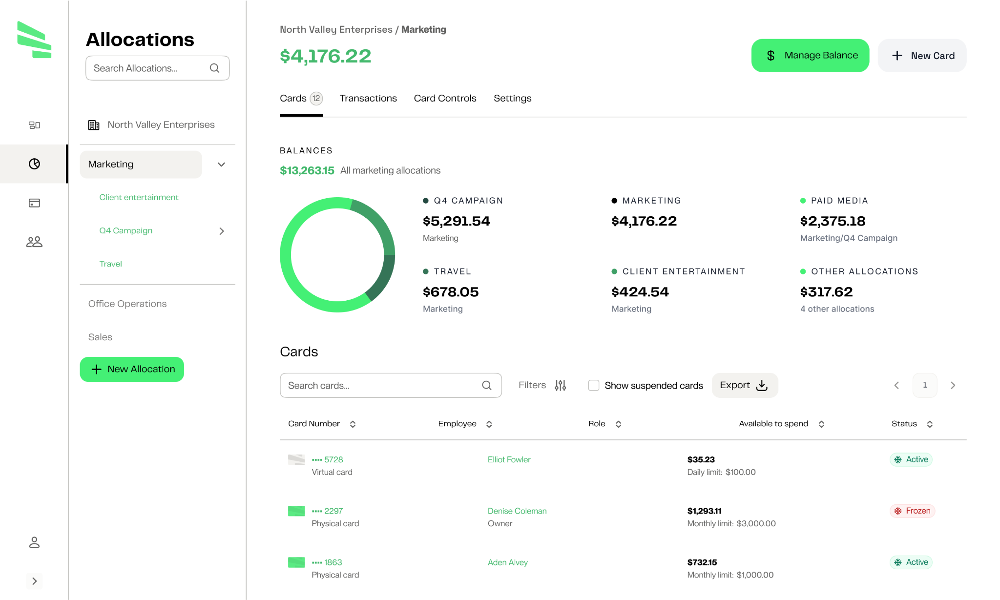 Allocations
Search Allocations...
North Valley Enterprises
Marketing
Client entertainment
Q4 Campaign
Travel
Office Operations
Sales
New Allocation
North Valley Enterprises / Marketing
$4,176.22
$ Manage Balance
New Card
Cards 12
Transactions
Card Controls
Settings
BALANCES
$13,263.15 All marketing allocations
Q4 CAMPAIGN
$5,291.54
Marketing
MARKETING
$4,176.22
PAID MEDIA
$2,375.18
Marketing/Q4 Campaign
TRAVEL
$678.05
Marketing
CLIENT ENTERTAINMENT
$424.54
Marketing
OTHER ALLOCATIONS
$317.62
4 other allocations
Cards
Search cards...
Filters
Show suspended cards
Export
1
Card Number
Employee
Role
Available to spend
Status
•••• 5728
Virtual card
Elliot Fowler
$35.23
Daily limit: $100.00
Active
•••• 2297
Physical card
Denise Coleman
Owner
$1,293.11
Monthly limit: $3,000.00
Frozen
•••• 1863
Physical card
Aden Alvey
$732.15
Monthly limit: $1,000.00
Active